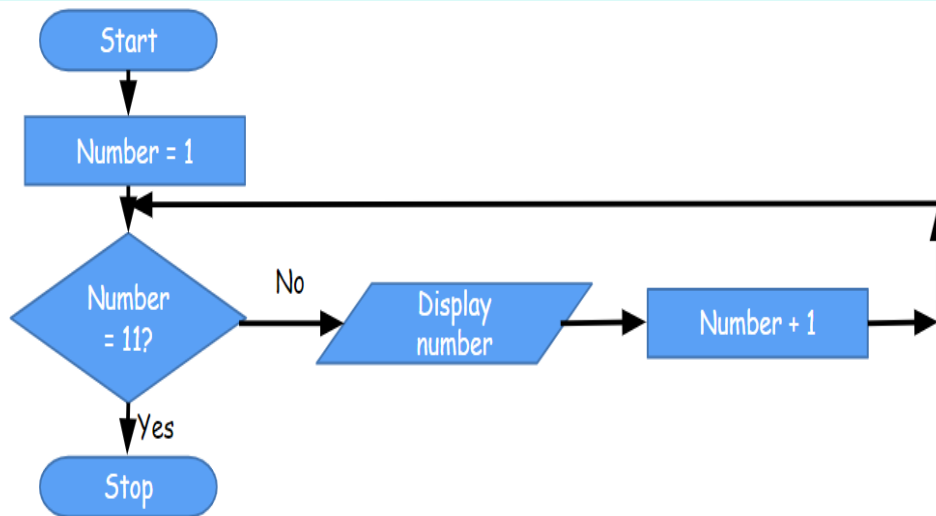 Start
Number = 1
Number
= 11?
No
Display
number
Number + 1
Yes
Stop